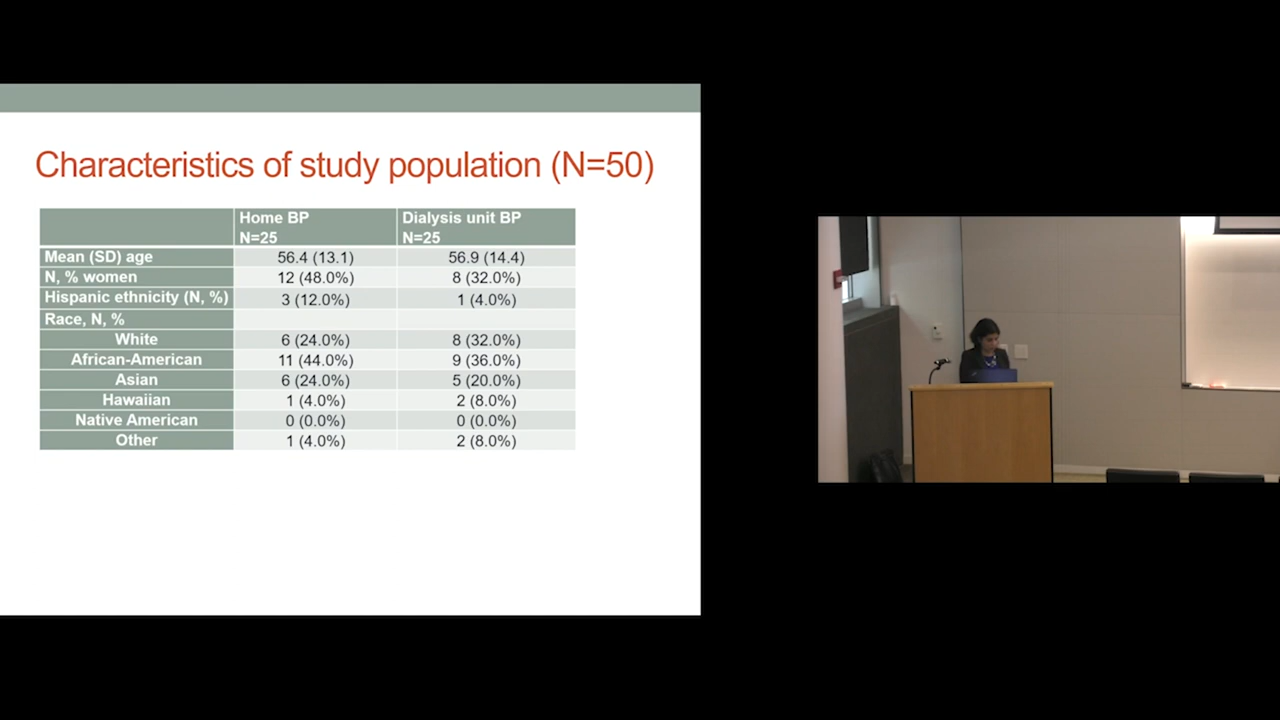 Characteristics of study population (N=50)
Home BP Dialysis unit BP
N=25 N=25
Mean (SD) age 56.4 (13.1) 56.9 (14.4)
N, % women 12 (48.0%) 8 (32.0%)
Hispanic ethnicity (N, %) 3 (12.0%) 1 (4.0%)
Race, N, %
White 6 (24.0%) 8 (32.0%)
African-American 11 (44.0%) 9 (36.0%)
Asian 6 (24.0%) 5 (20.0%)
Hawaiian 1 (4.0%) 2 (8.0%)
Native American 0 (0.0%) 0 (0.0%)
Other 1 (4.0%) 2 (8.0%)